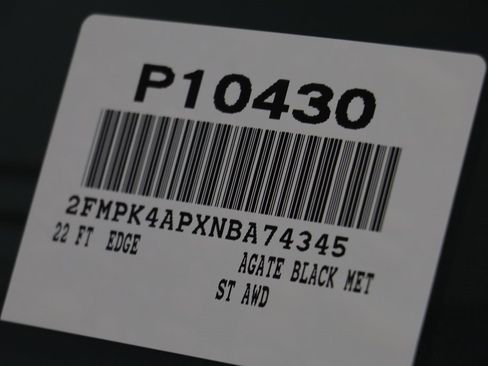 P10430
2FMPK4APXNBA74345
22 FT EDGE
AGATE BLACK MET
ST AWD